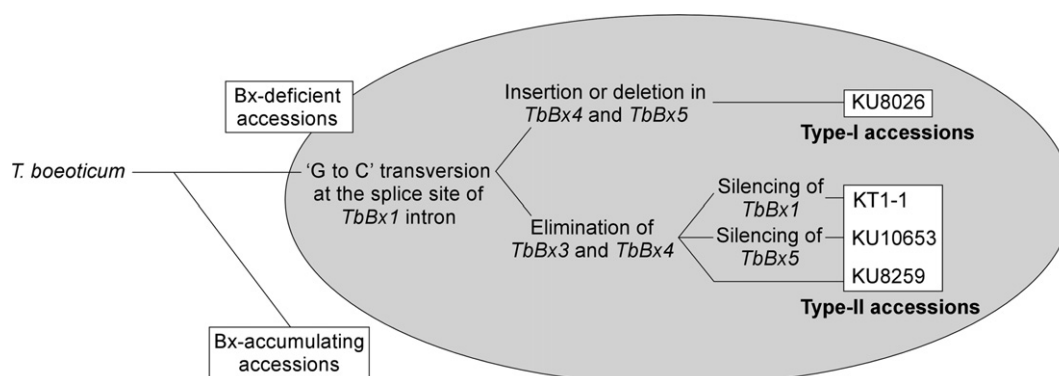 Bx-deficient
accessions
Insertion or deletion in
TbBx4 and TbBx5
KU8026
Type-I accessions
T. boeoticum
‘G to C’ transversion
at the splice site of
TbBx1 intron
Silencing of
TbBx1
KT1-1
Elimination of
TbBx3 and TbBx4
Silencing of
TbBx5
KU10653
KU8259
Type-II accessions
Bx-accumulating
accessions